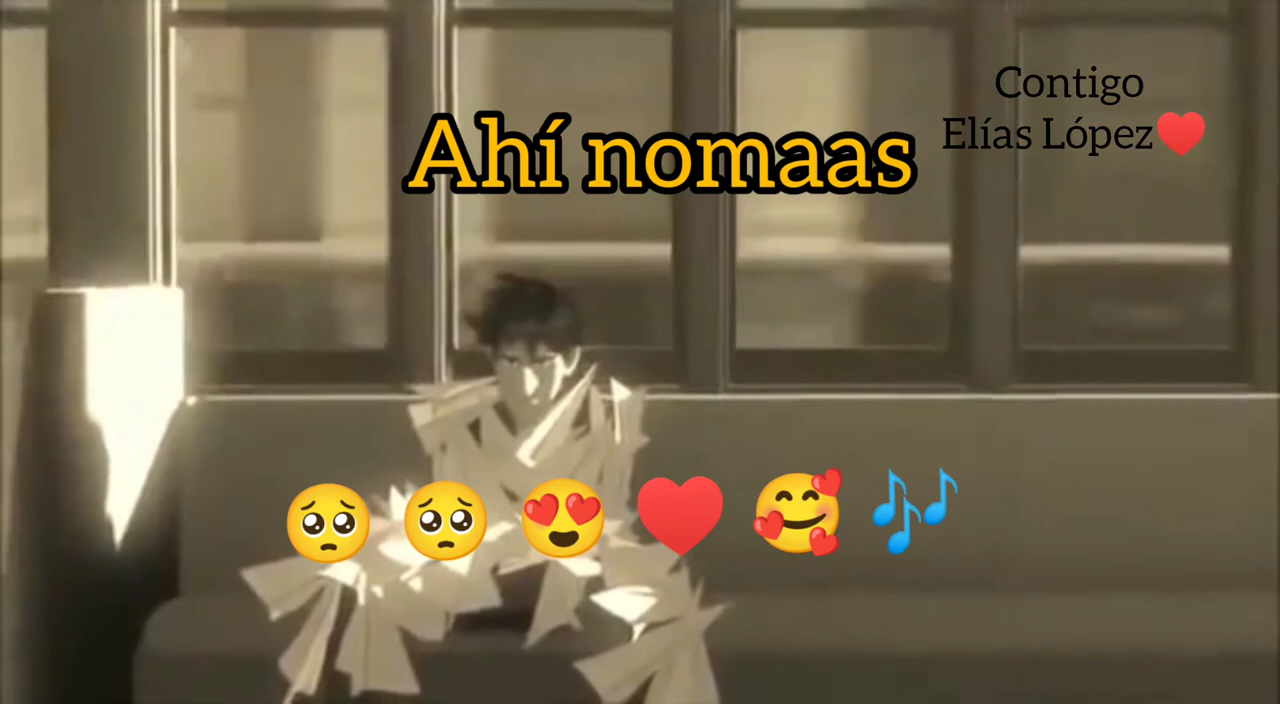 Contigo
Elías López♥️
Ahí nomaas
🥺🥺😍♥️🥰🎶